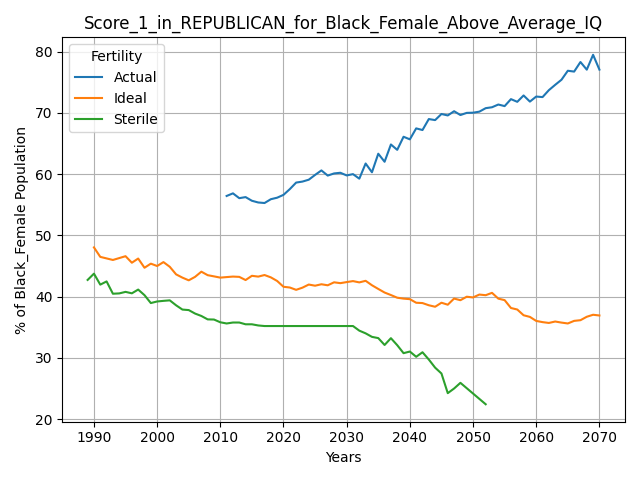 Score_1_in_REPUBLICAN_for_Black_Female_Above_Average_IQ
Fertility
Actual
Ideal
Sterile
% of Black_Female Population
80
70
60
50
40
30
20
1990 2000 2010 2020 2030 2040 2050 2060 2070
Years